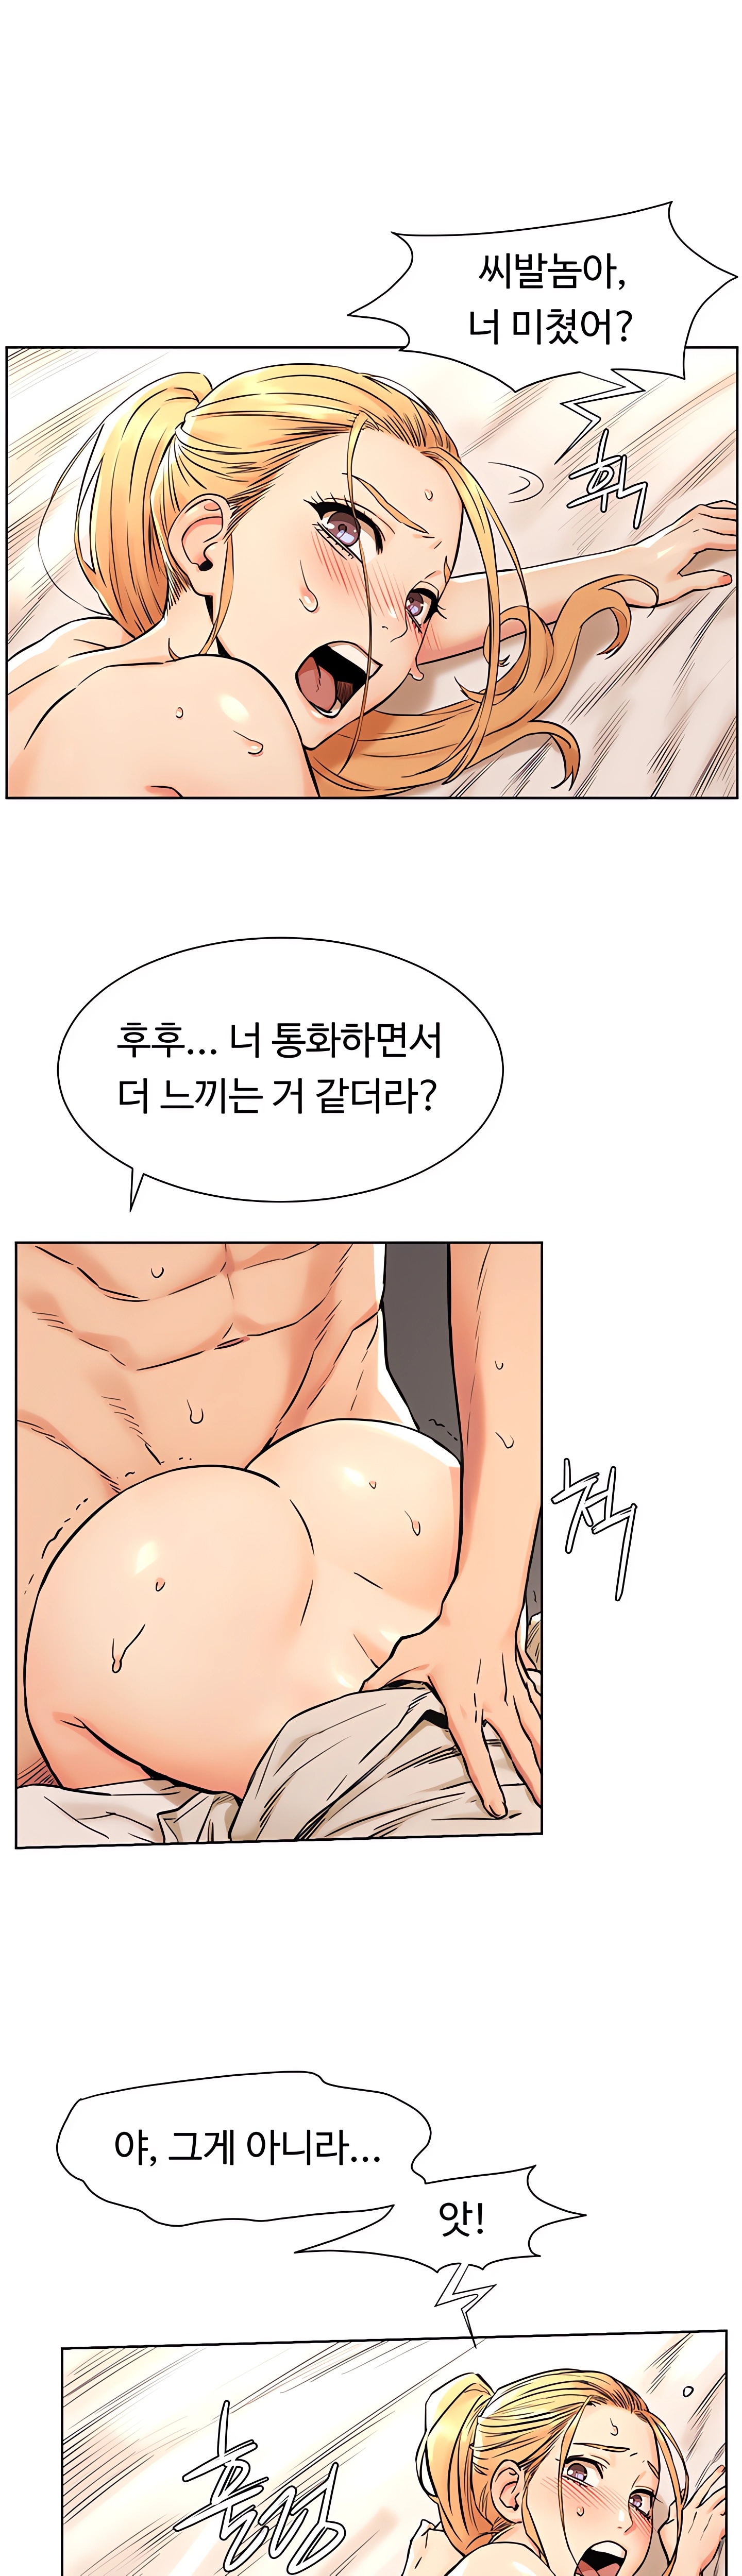 씨발놈아,
너 미쳤어?
휙
후후... 너 통화하면서
더 느끼는 거 같더라?
척
야, 그게 아니라...
앗!
출렁